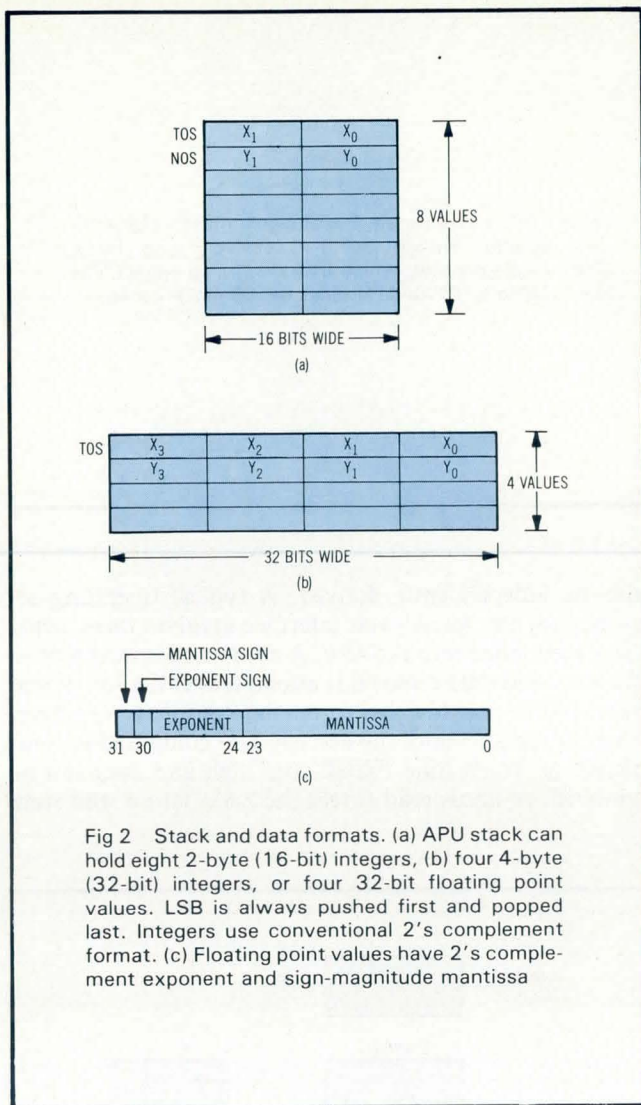 TOS X₁ X₀
NOS Y₁ Y₀
8 VALUES
16 BITS WIDE
(a)
TOS X₃ X₂ X₁ X₀
Y₃ Y₂ Y₁ Y₀
4 VALUES
32 BITS WIDE
(b)
MANTISSA SIGN
EXPONENT SIGN
EXPONENT MANTISSA
31 30 24 23 0
(c)
Fig 2 Stack and data formats. (a) APU stack can
hold eight 2-byte (16-bit) integers, (b) four 4-byte
(32-bit) integers, or four 32-bit floating point
values. LSB is always pushed first and popped
last. Integers use conventional 2's complement
format. (c) Floating point values have 2's comple-
ment exponent and sign-magnitude mantissa